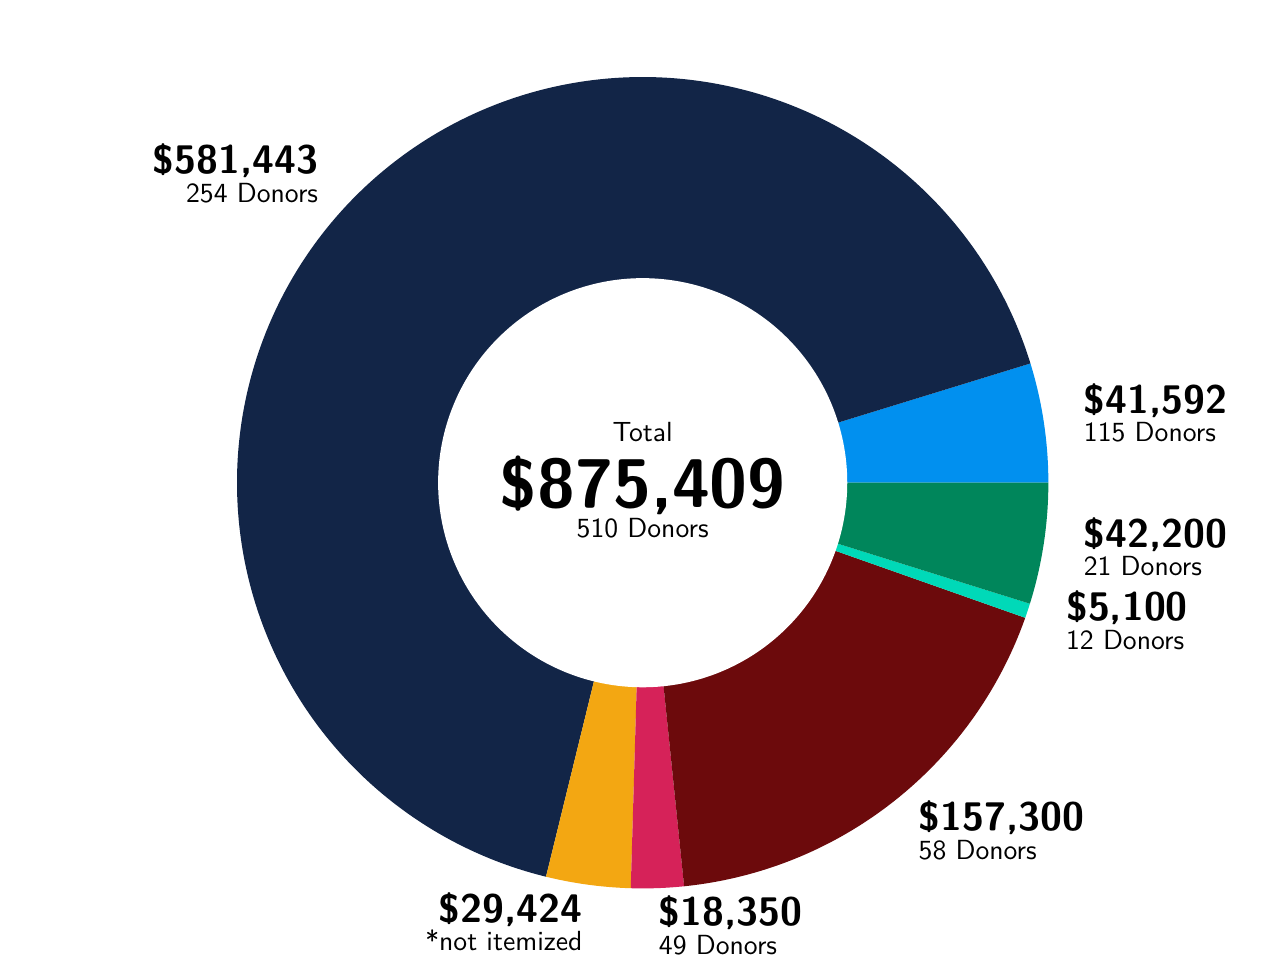 $581,443
254 Donors
$41,592
115 Donors
Total
$875,409
510 Donors
$42,200
21 Donors
$5,100
12 Donors
$157,300
58 Donors
$29,424
*not itemized
$18,350
49 Donors